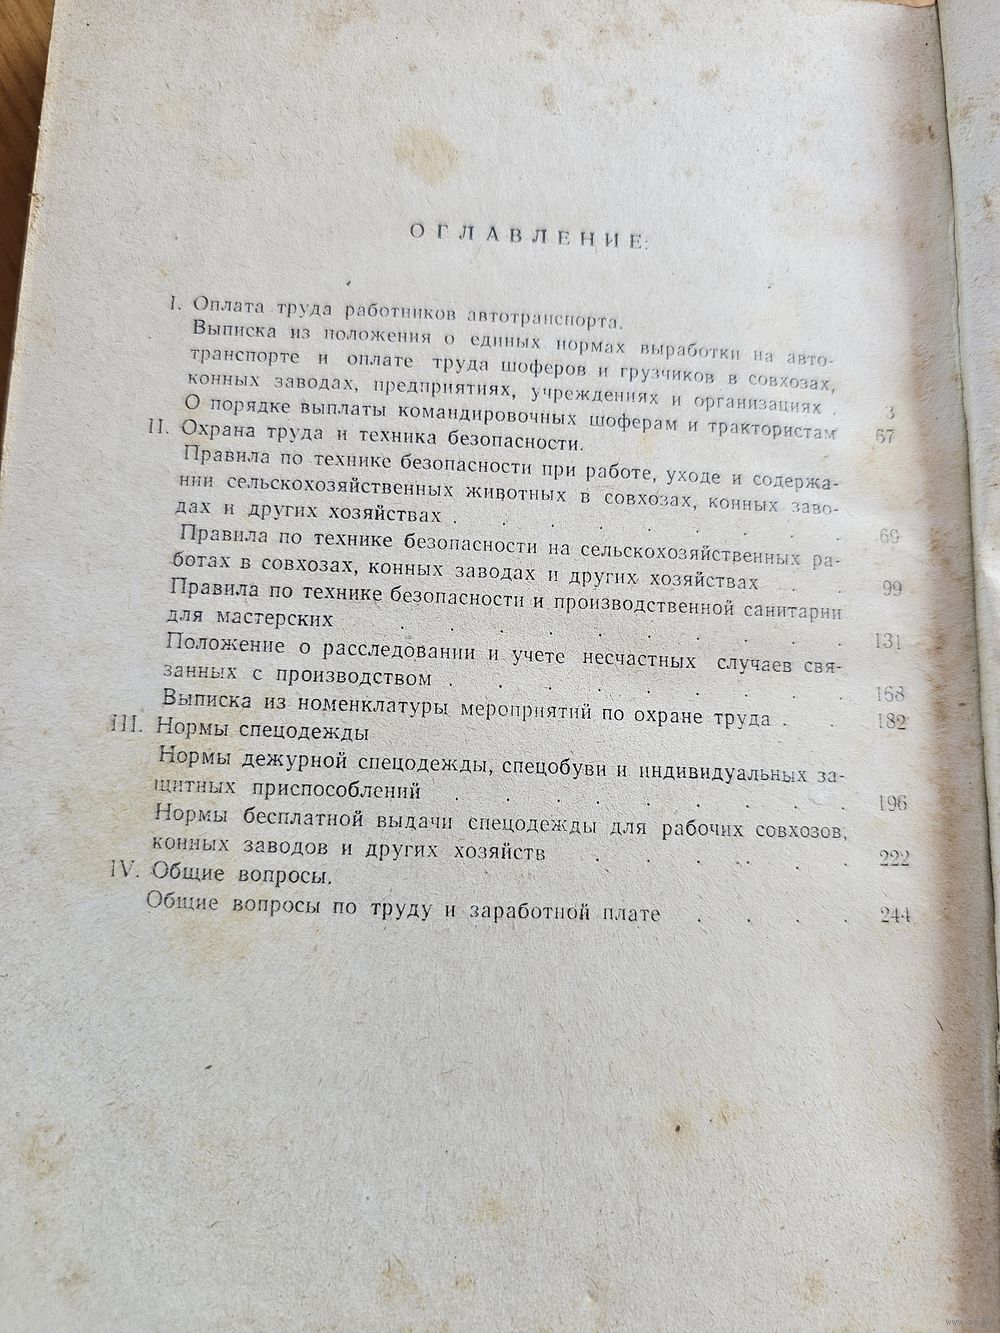 ОГЛАВЛЕНИЕ:
I. Оплата труда работников автотранспорта.
Выписка из положения о единых нормах выработки на авто-
транспорте и оплате труда шоферов и грузчиков в совхозах,
конных заводах, предприятиях, учреждениях и организациях . 3
О порядке выплаты командировочных шоферам и трактористам 67
II. Охрана труда и техника безопасности.
Правила по технике безопасности при работе, уходе и содержа-
нии сельскохозяйственных животных в совхозах, конных заво-
дах и других хозяйствах . . . . . . . . 69
Правила по технике безопасности на сельскохозяйственных ра-
ботах в совхозах, конных заводах и других хозяйствах . . 99
Правила по технике безопасности и производственной санитарии
для мастерских . . . . . . . . . . 131
Положение о расследовании и учете несчастных случаев свя-
занных с производством . . . . . . . . . 168
Выписка из номенклатуры мероприятий по охране труда . . 182
III. Нормы спецодежды
Нормы дежурной спецодежды, спецобуви и индивидуальных за-
щитных приспособлений . . . . . . . . . 196
Нормы бесплатной выдачи спецодежды для рабочих совхозов,
конных заводов и других хозяйств . . . . . . 222
IV. Общие вопросы.
Общие вопросы по труду и заработной плате . . . . 244